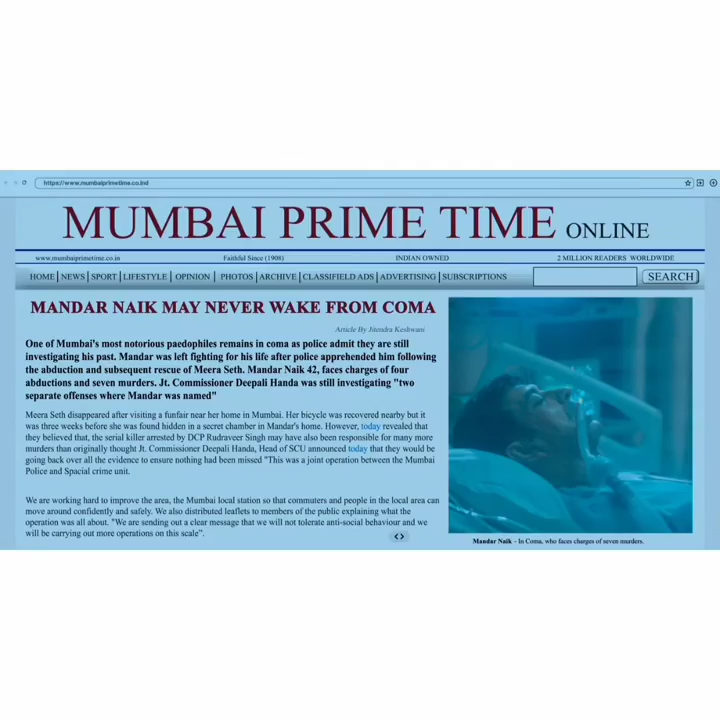 https://www.mumbaiprimetime.co.ind
MUMBAI PRIME TIME ONLINE
www.mumbaiprimetime.co.in Faithful Since (1908) INDIAN OWNED 2 MILLION READERS WORLDWIDE
HOME NEWS SPORT LIFESTYLE OPINION PHOTOS ARCHIVE CLASSIFIED ADS ADVERTISING SUBSCRIPTIONS SEARCH
MANDAR NAIK MAY NEVER WAKE FROM COMA
Article By Jitendra Keshwani
One of Mumbai's most notorious paedophiles remains in coma as police admit they are still
investigating his past. Mandar was left fighting for his life after police apprehended him following
the abduction and subsequent rescue of Meera Seth. Mandar Naik 42, faces charges of four
abductions and seven murders. Jt. Commissioner Deepali Handa was still investigating "two
separate offenses where Mandar was named"
Meera Seth disappeared after visiting a funfair near her home in Mumbai. Her bicycle was recovered nearby but it
was three weeks before she was found hidden in a secret chamber in Mandar's home. However, today revealed that
they believed that, the serial killer arrested by DCP Rudraveer Singh may have also been responsible for many more
murders than originally thought Jt. Commissioner Deepali Handa, Head of SCU announced today that they would be
going back over all the evidence to ensure nothing had been missed "This was a joint operation between the Mumbai
Police and Spacial crime unit.
We are working hard to improve the area, the Mumbai local station so that commuters and people in the local area can
move around confidently and safely. We also distributed leaflets to members of the public explaining what the
operation was all about. "We are sending out a clear message that we will not tolerate anti-social behaviour and we
will be carrying out more operations on this scale".
Mandar Naik - In Coma, who faces charges of seven murders.